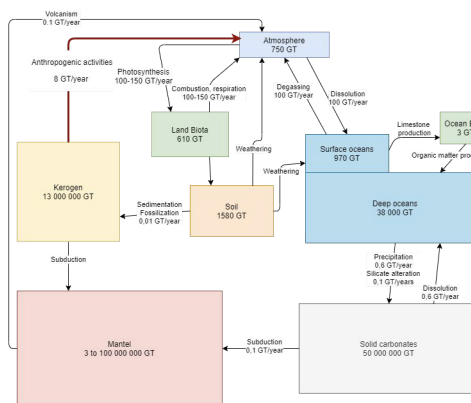 Volcanism
0.1 GT/year
Atmosphere
750 GT
Anthropogenic activities
8 GT/year
Photosynthesis
100-150 GT/year
Combustion, respiration
100-150 GT/year
Degassing
100 GT/year
Dissolution
100 GT/year
Land Biota
610 GT
Limestone
production
Ocean
3 GT
Surface oceans
970 GT
Weathering
Organic matter
Weathering
Kerogen
13 000 000 GT
Sedimentation
Fossilization
0,01 GT/year
Soil
1580 GT
Deep oceans
38 000 GT
Subduction
Precipitation
0,6 GT/year
Silicate alteration
0,1 GT/years
Dissolution
0,6 GT/year
Mantel
3 to 100 000 000 GT
Subduction
0,1 GT/year
Solid carbonates
50 000 000 GT